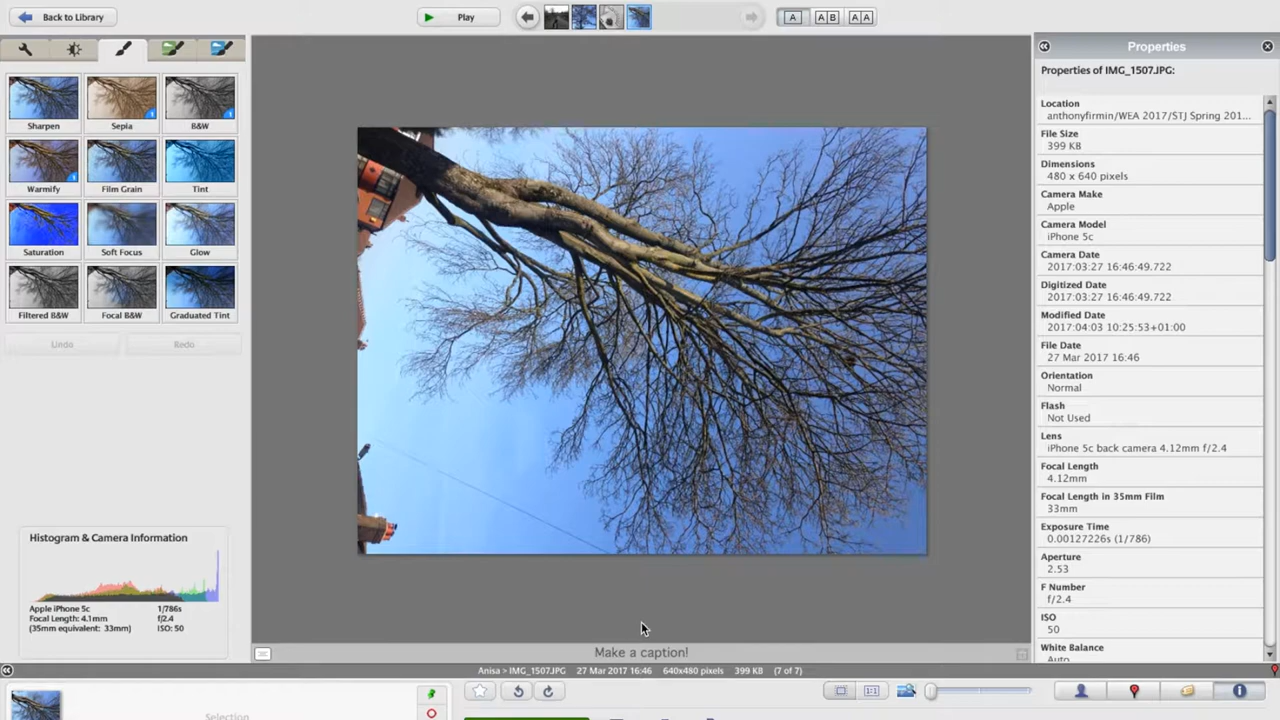 Back to Library
Play
A
AB
AA
Sharpen
Sepia
B&W
Warmify
Film Grain
Tint
Saturation
Soft Focus
Glow
Filtered B&W
Focal B&W
Graduated Tint
Undo
Redo
Histogram & Camera Information
Apple iPhone 5c 1/786s
Focal Length: 4.1mm f/2.4
(35mm equivalent: 33mm) ISO: 50
Make a caption!
Anisa > IMG_1507.JPG 27 Mar 2017 16:46 640x480 pixels 399 KB (7 of 7)
Selection
1:1
Properties
Properties of IMG_1507.JPG:
Location
anthonyfirmin/WEA 2017/STJ Spring 201...
File Size
399 KB
Dimensions
480 x 640 pixels
Camera Make
Apple
Camera Model
iPhone 5c
Camera Date
2017:03:27 16:46:49.722
Digitized Date
2017:03:27 16:46:49.722
Modified Date
2017:04:03 10:25:53+01:00
File Date
27 Mar 2017 16:46
Orientation
Normal
Flash
Not Used
Lens
iPhone 5c back camera 4.12mm f/2.4
Focal Length
4.12mm
Focal Length in 35mm Film
33mm
Exposure Time
0.00127226s (1/786)
Aperture
2.53
F Number
f/2.4
ISO
50
White Balance
Auto